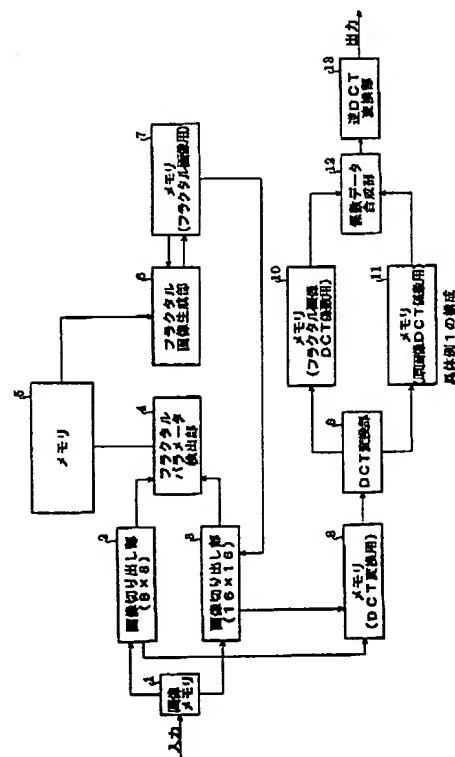 入力
1
画像
メモリ
2
画像切り出し部
(8×8)
3
画像切り出し部
(16×16)
4
フラクタル
パラメータ
検出部
5
メモリ
6
フラクタル
画像生成部
7
メモリ
(フラクタル画像用)
8
メモリ
(DCT変換用)
9
DCT変換部
10
メモリ
(フラクタル画像
DCT係数用)
11
メモリ
DCT係数用)
12
係数データ
合成部
13
逆DCT
変換部
出力
具体例1の構成